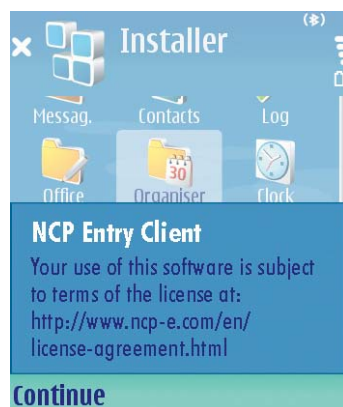 Installer
Messag. Contacts Log
Office Organiser Clock
30
NCP Entry Client
Your use of this software is subject
to terms of the license at:
http://www.ncp-e.com/en/
license-agreement.html
Continue